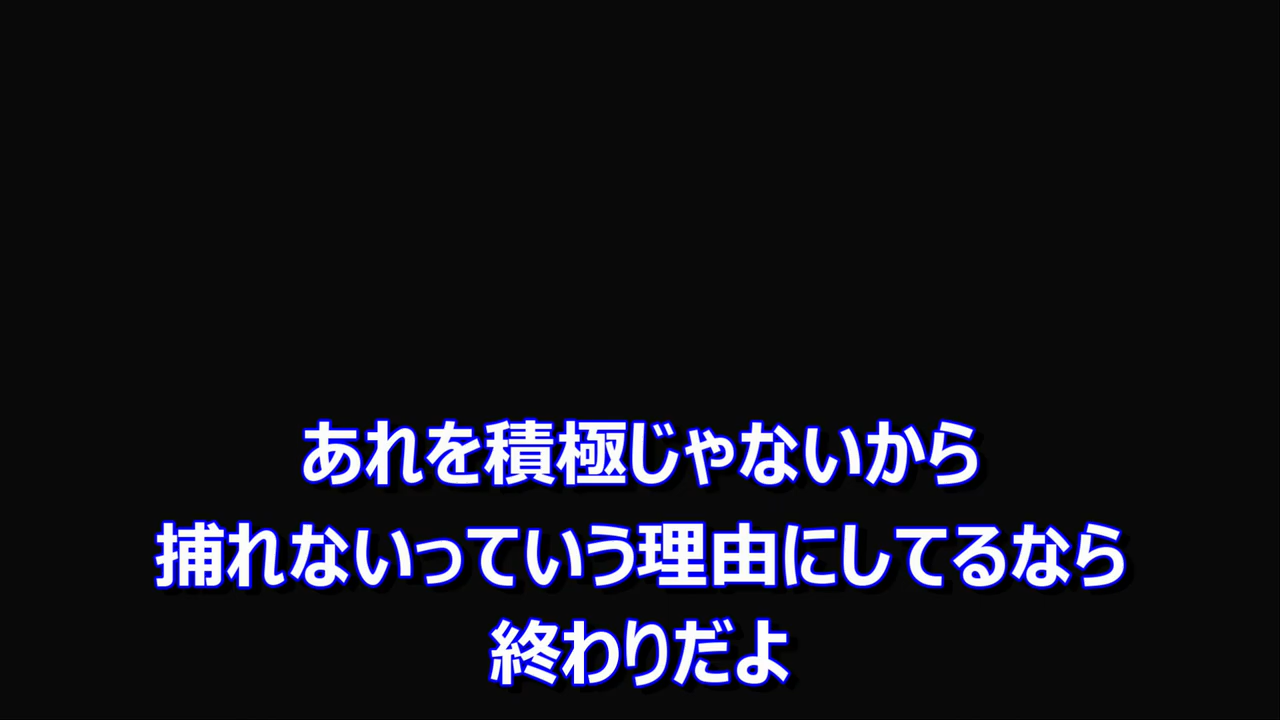 あれを積極じゃないから
捕れないっていう理由にしてるなら
終わりだよ